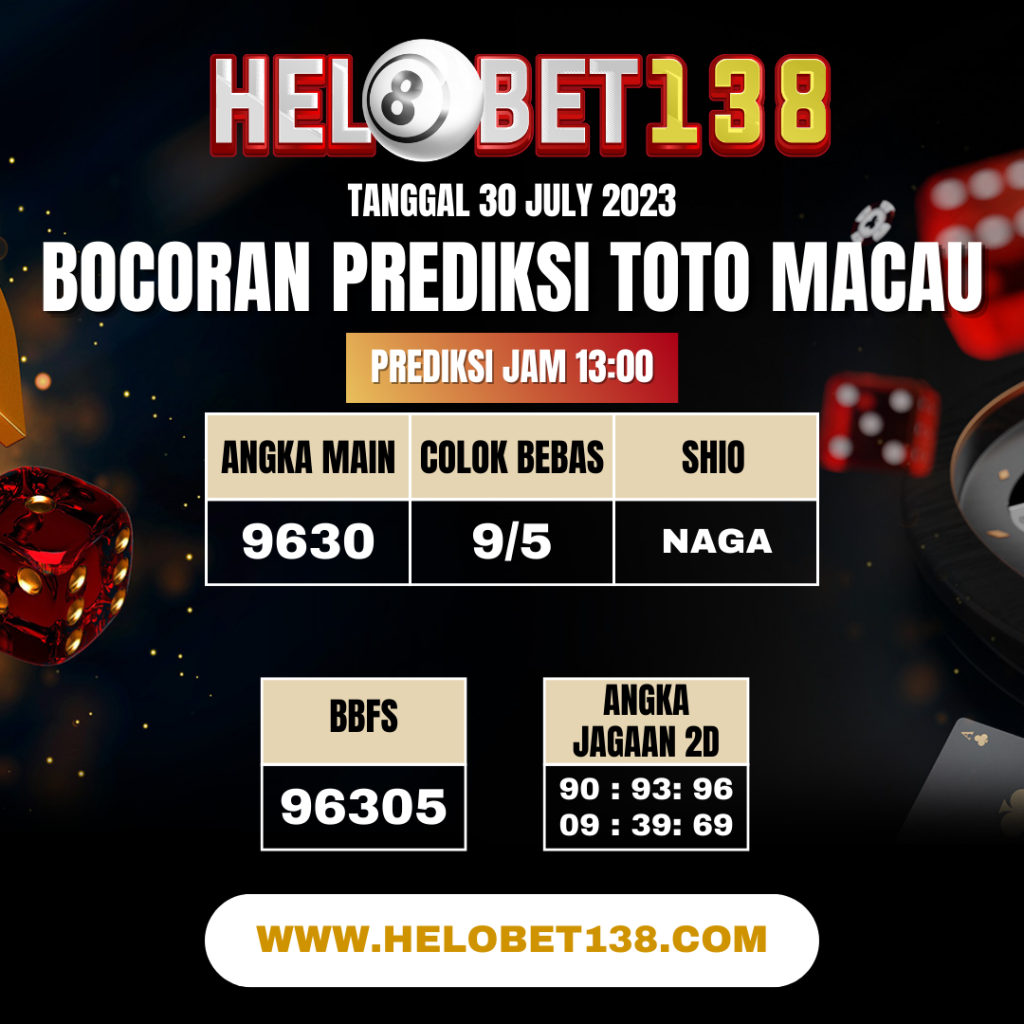 HELOBET138
TANGGAL 30 JULY 2023
BOCORAN PREDIKSI TOTO MACAU
PREDIKSI JAM 13:00
ANGKA MAIN COLOK BEBAS SHIO
9630 9/5 NAGA
BBFS
96305
ANGKA
JAGAAN 2D
90 : 93: 96
09 : 39: 69
WWW.HELOBET138.COM